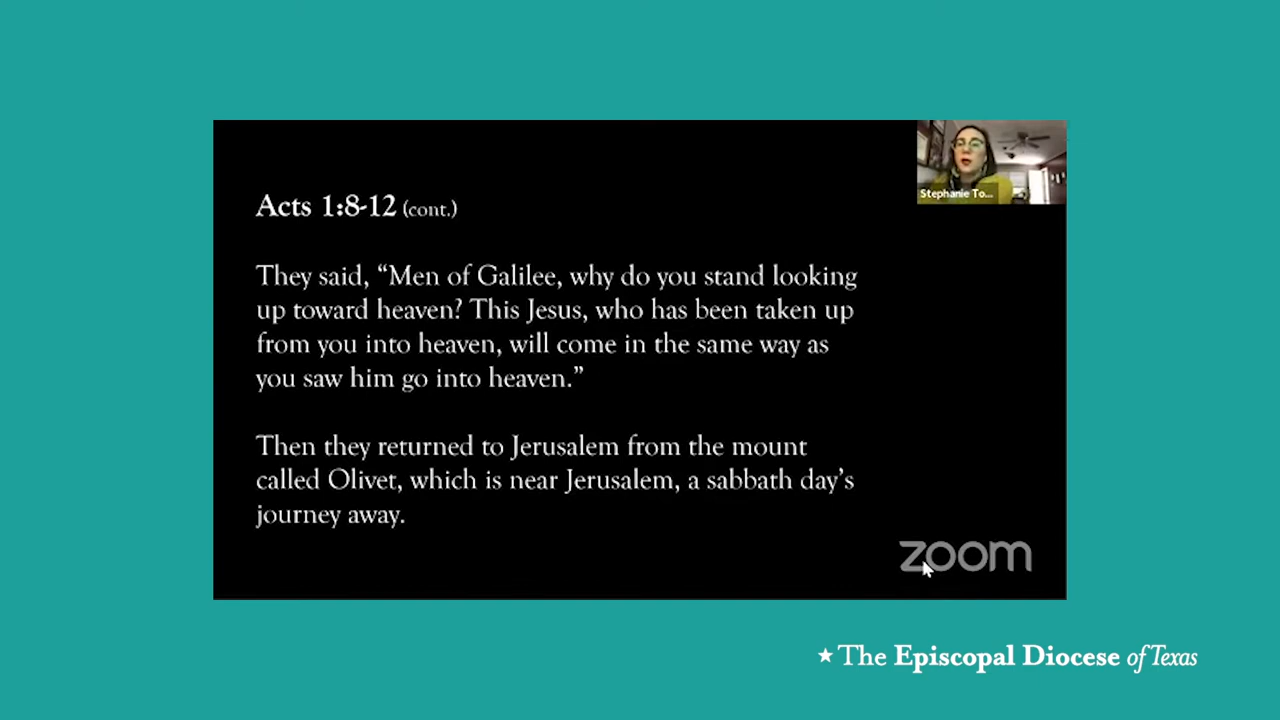 Acts 1:8-12 (cont.)
They said, “Men of Galilee, why do you stand looking
up toward heaven? This Jesus, who has been taken up
from you into heaven, will come in the same way as
you saw him go into heaven.”
Then they returned to Jerusalem from the mount
called Olivet, which is near Jerusalem, a sabbath day’s
journey away.
Stephanie To...
zoom
The Episcopal Diocese of Texas